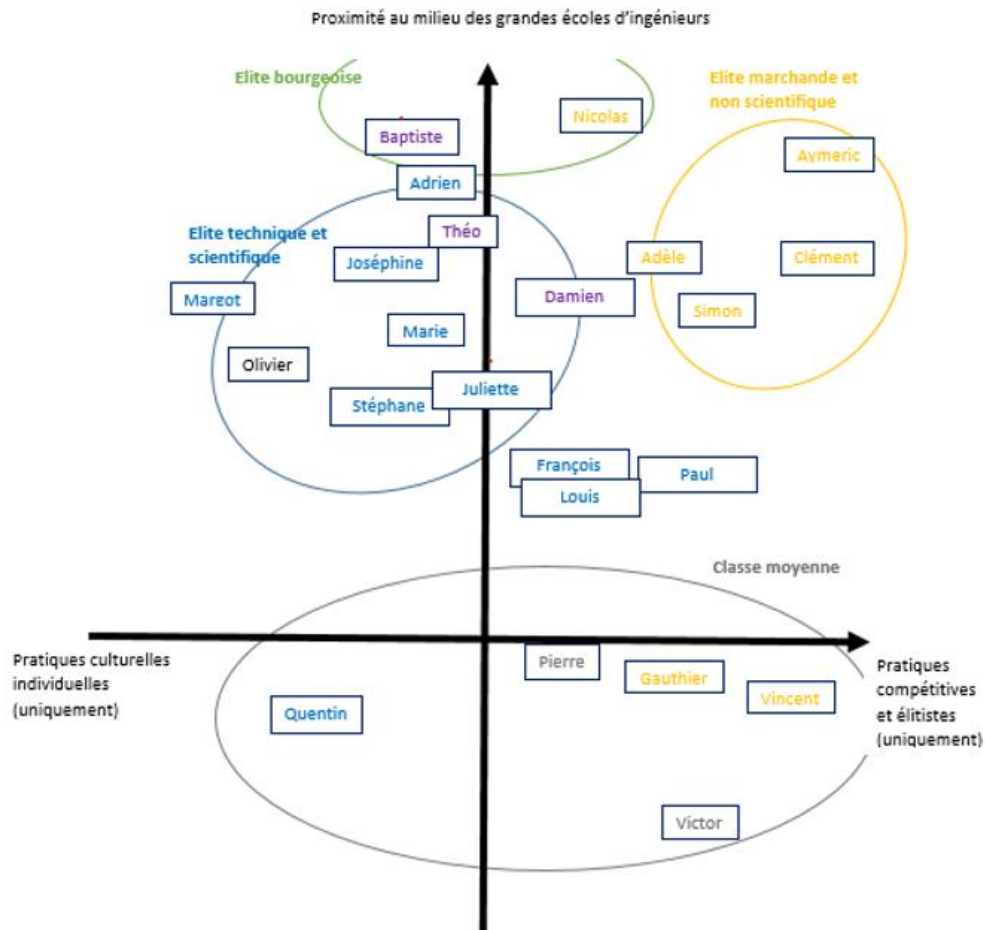 Proximité au milieu des grandes écoles d'ingénieurs
Elite bourgeoise
Elite marchande et
non scientifique
Nicolas
Baptiste
Aymeric
Adrien
Elite technique et
scientifique
Théo
Joséphine
Adèle
Clément
Margot
Damien
Simon
Marie
Olivier
Juliette
Stéphane
François
Paul
Louis
Classe moyenne
Pratiques culturelles
individuelles
(uniquement)
Pierre
Gauthier
Vincent
Pratiques
compétitives
et élitistes
(uniquement)
Quentin
Victor